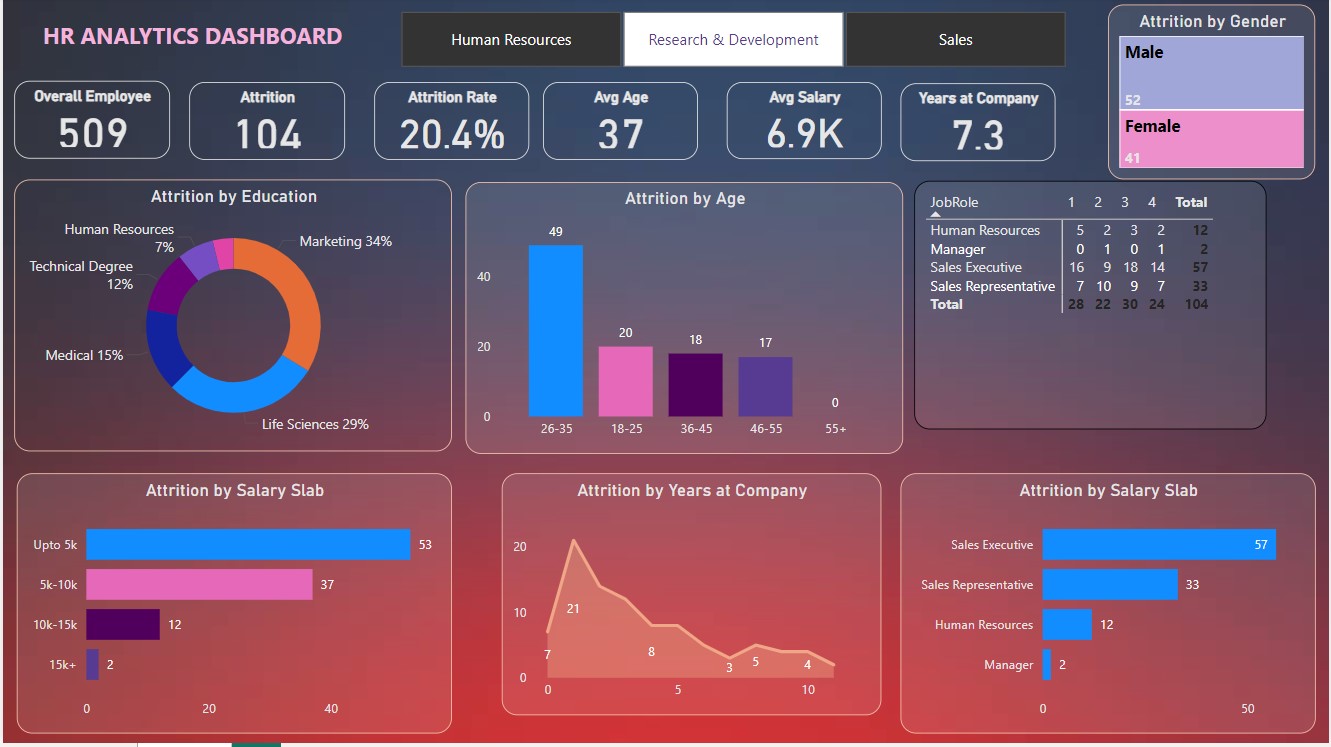 HR ANALYTICS DASHBOARD
Human Resources
Research & Development
Sales
Attrition by Gender
Male
52
Female
41
Overall Employee
509
Attrition
104
Attrition Rate
20.4%
Avg Age
37
Avg Salary
6.9K
Years at Company
7.3
Attrition by Education
Human Resources
7%
Marketing 34%
Technical Degree
12%
Medical 15%
Life Sciences 29%
Attrition by Age
49
40
20
20
18
17
0
0
26-35 18-25 36-45 46-55 55+
JobRole 1 2 3 4 Total
Human Resources 5 2 3 2 12
Manager 0 1 0 1 2
Sales Executive 16 9 18 14 57
Sales Representative 7 10 9 7 33
Total 28 22 30 24 104
Attrition by Salary Slab
Upto 5k 53
5k-10k 37
10k-15k 12
15k+ 2
0 20 40
Attrition by Years at Company
20
10
0
7
21
8
3
5
4
0 5 10
Attrition by Salary Slab
Sales Executive 57
Sales Representative 33
Human Resources 12
Manager 2
0 50